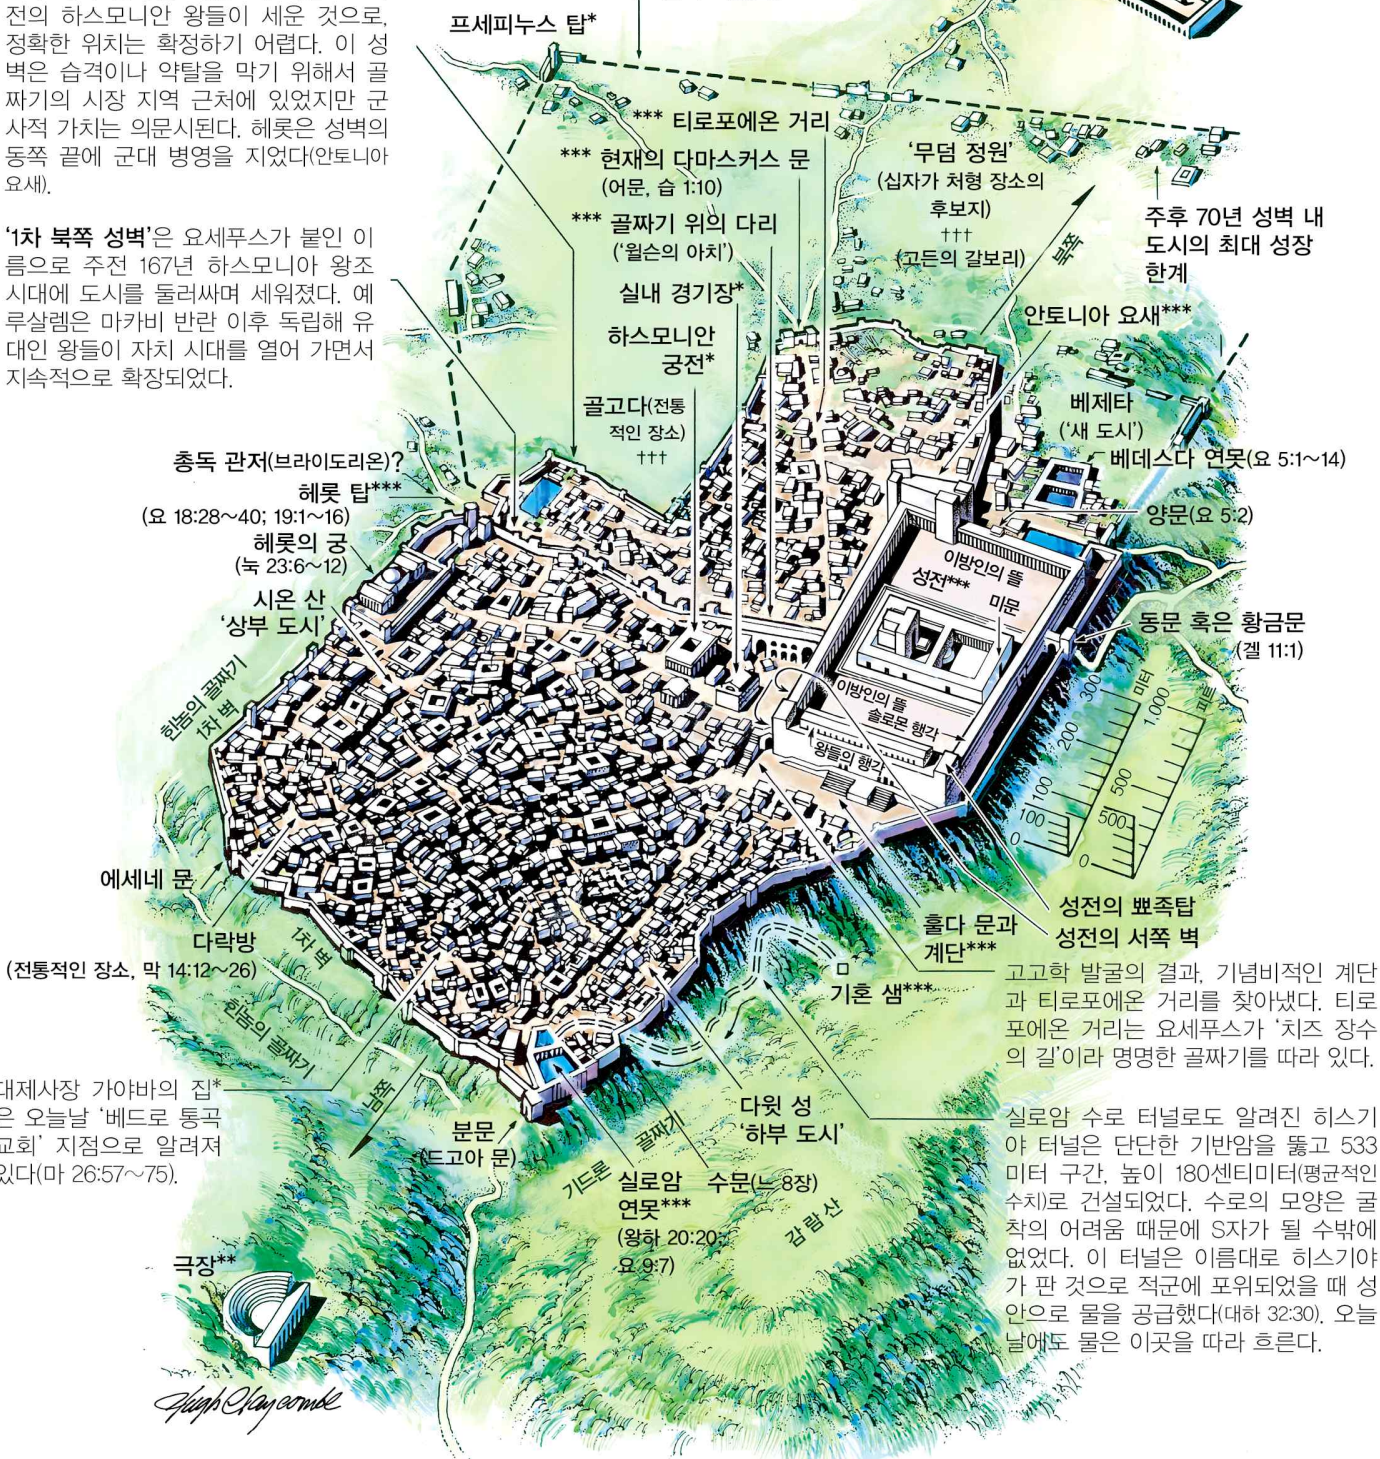 전의 하스모니안 왕들이 세운 것으로,
정확한 위치는 확정하기 어렵다. 이 성
벽은 습격이나 약탈을 막기 위해서 골
짜기의 시장 지역 근처에 있었지만 군
사적 가치는 의문시된다. 헤롯은 성벽의
동쪽 끝에 군대 병영을 지었다(안토니아
요새).
'1차 북쪽 성벽'은 요세푸스가 붙인 이
름으로 주전 167년 하스모니아 왕조
시대에 도시를 둘러싸며 세워졌다. 예
루살렘은 마카비 반란 이후 독립해 유
대인 왕들이 자치 시대를 열어 가면서
지속적으로 확장되었다.
프세피누스 탑*
*** 티로포에온 거리
*** 현재의 다마스커스 문
(어문, 습 1:10)
*** 골짜기 위의 다리
('윌슨의 아치')
실내 경기장*
하스모니안
궁전*
골고다(전통
적인 장소)
†††
'무덤 정원'
(십자가 처형 장소의
후보지)
†††
(고든의 갈보리)
북쪽
주후 70년 성벽 내
도시의 최대 성장
한계
안토니아 요새***
베제타
('새 도시')
베데스다 연못(요 5:1~14)
양문(요 5:2)
총독 관저(브라이도리온)?
헤롯 탑***
(요 18:28~40; 19:1~16)
헤롯의 궁
(눅 23:6~12)
시온 산
'상부 도시'
힌놈의 골짜기
1차 벽
이방인의 뜰
성전***
미문
동문 혹은 황금문
(겔 11:1)
이방인의 뜰
솔로몬 행각
왕들의 행각
미터
300
200
100
0
100
피트
1.000
500
500
0
에세네 문
다락방
(전통적인 장소, 막 14:12~26)
1차 벽
힌놈의 골짜기
남쪽
성전의 뾰족탑
성전의 서쪽 벽
훌다 문과
계단***
기혼 샘***
고고학 발굴의 결과, 기념비적인 계단
과 티로포에온 거리를 찾아냈다. 티로
포에온 거리는 요세푸스가 '치즈 장수
의 길'이라 명명한 골짜기를 따라 있다.
대제사장 가야바의 집*
은 오늘날 '베드로 통곡
교회' 지점으로 알려져
있다(마 26:57~75).
분문
(드고아 문)
기드론 골짜기
실로암
연못***
(왕하 20:20;
요 9:7)
수문(느 8장)
다윗 성
'하부 도시'
감람산
실로암 수로 터널로도 알려진 히스기
야 터널은 단단한 기반암을 뚫고 533
미터 구간, 높이 180센티미터(평균적인
수치)로 건설되었다. 수로의 모양은 굴
착의 어려움 때문에 S자가 될 수밖에
없었다. 이 터널은 이름대로 히스기야
가 판 것으로 적군에 포위되었을 때 성
안으로 물을 공급했다(대하 32:30). 오늘
날에도 물은 이곳을 따라 흐른다.
극장**
Hugh Claycombe